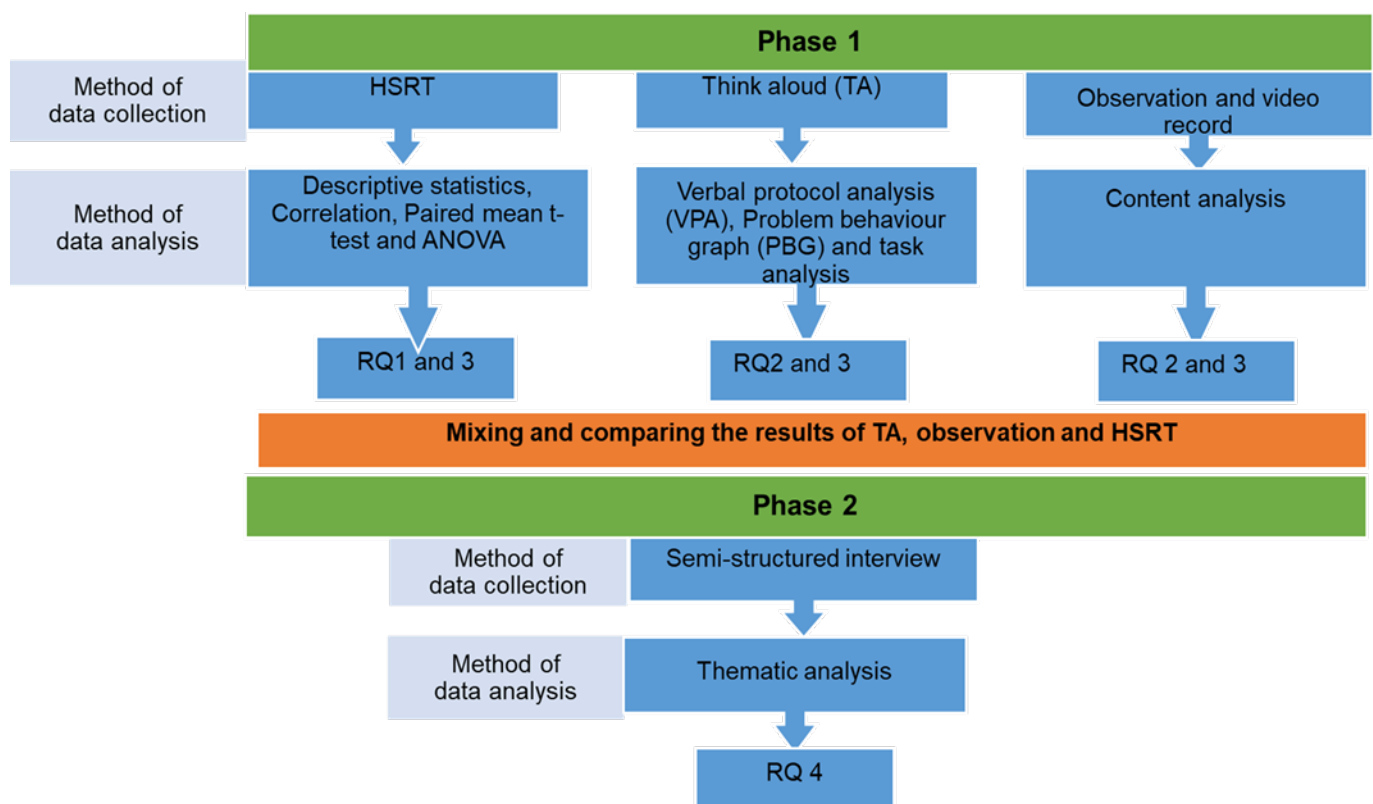 Phase 1
Method of
data collection
HSRT
Think aloud (TA)
Observation and video
record
Method of
data analysis
Descriptive statistics,
Correlation, Paired mean t-
test and ANOVA
Verbal protocol analysis
(VPA), Problem behaviour
graph (PBG) and task
analysis
Content analysis
RQ1 and 3
RQ2 and 3
RQ 2 and 3
Mixing and comparing the results of TA, observation and HSRT
Phase 2
Method of
data collection
Semi-structured interview
Method of
data analysis
Thematic analysis
RQ 4